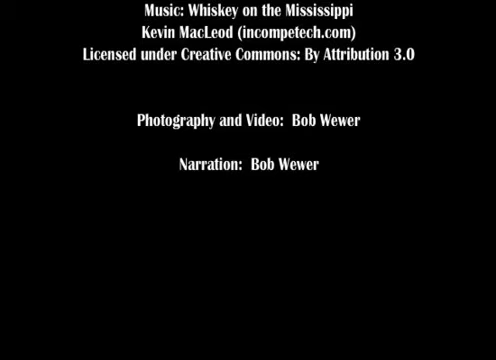 Music: Whiskey on the Mississippi
Kevin MacLeod (incompetech.com)
Licensed under Creative Commons: By Attribution 3.0
Photography and Video:  Bob Wewer
Narration:  Bob Wewer